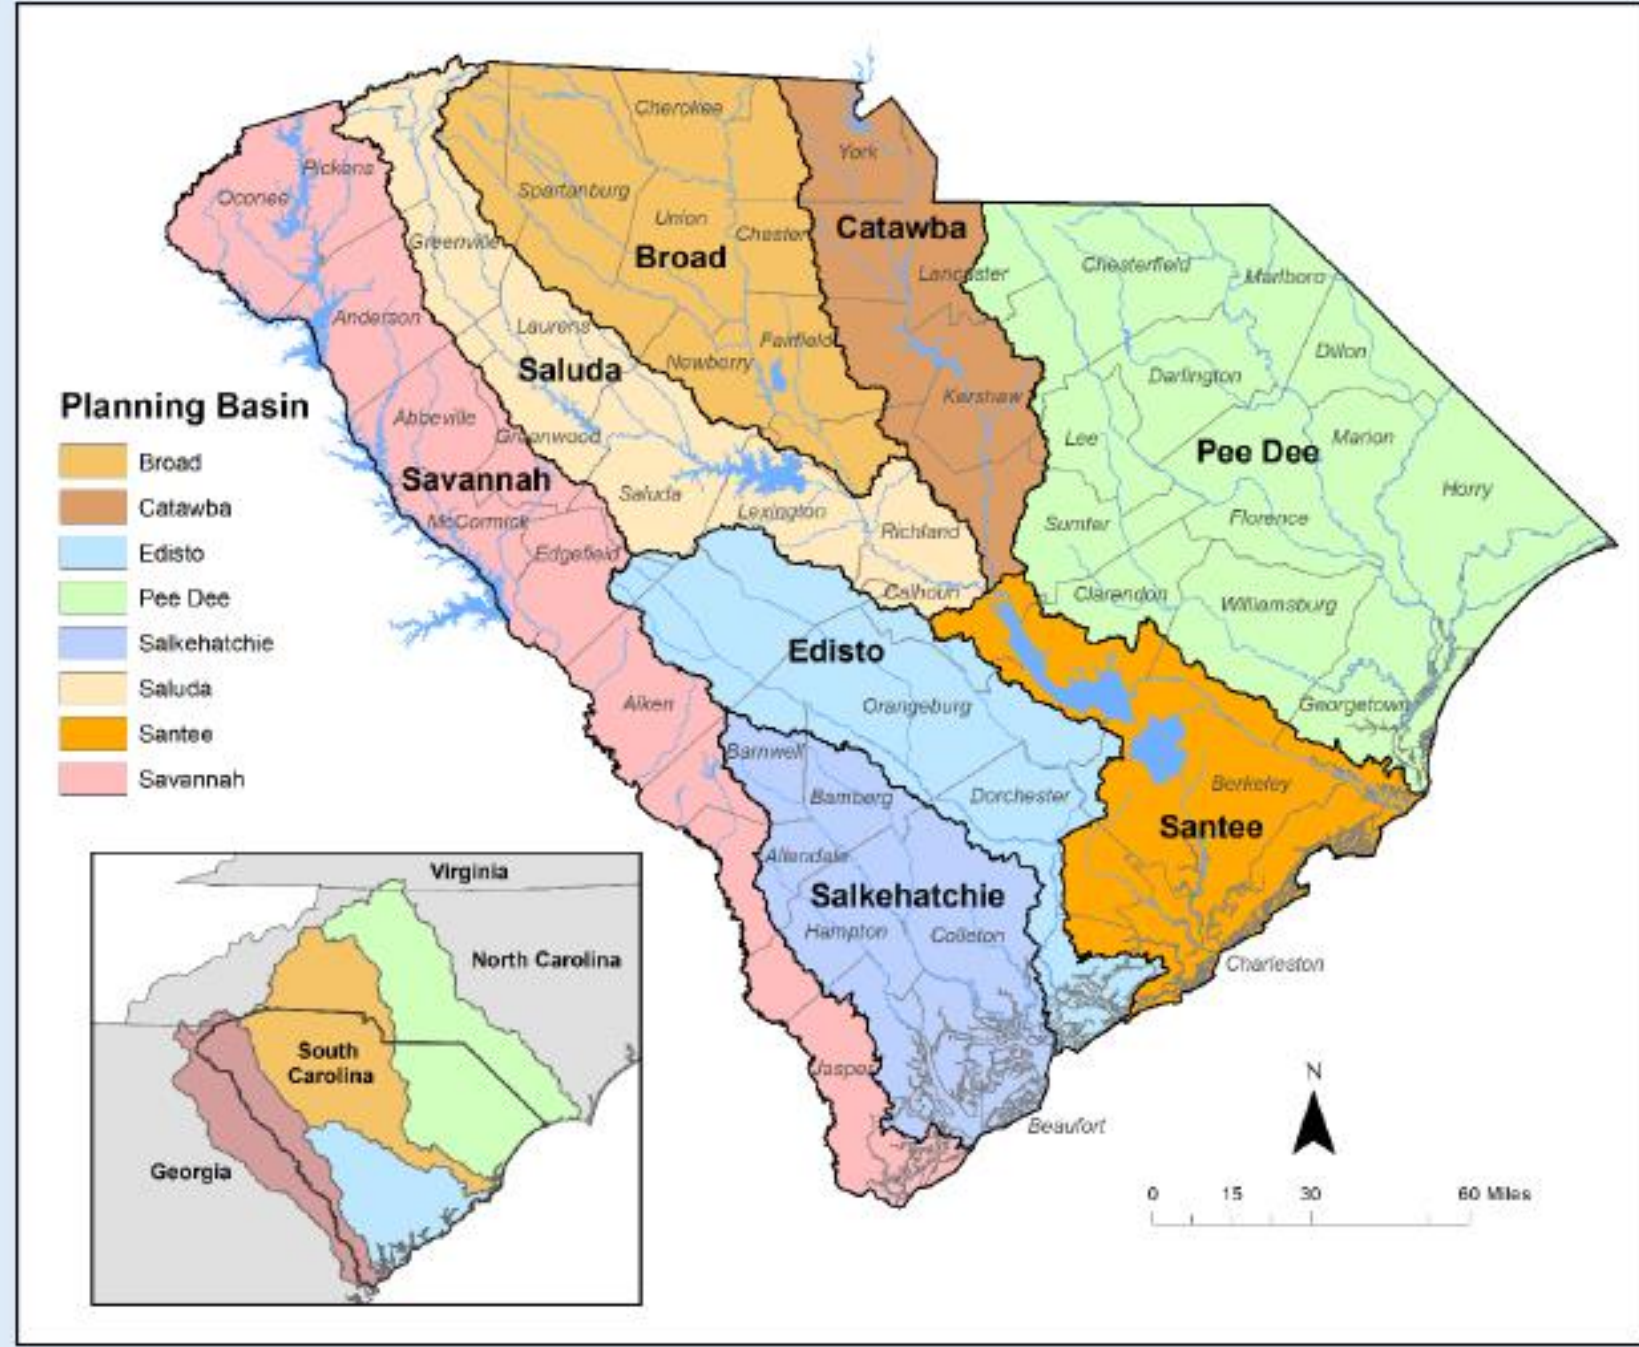 Cherokee
York
Pickens
Oconee
Spartanburg
Union
Chester
Catawba
Greenville
Broad
Lancaster
Chesterfield
Marlboro
Anderson
Laurens
Fairfield
Newberry
Dillon
Saluda
Darlington
Kershaw
Planning Basin
Abbeville
Greenwood
Lee
Pee Dee
Marion
Broad
Savannah
Saluda
Horry
Catawba
McCormick
Lexington
Richland
Sumter
Florence
Edisto
Edgefield
Pee Dee
Calhoun
Clarendon
Williamsburg
Salkehatchie
Edisto
Saluda
Aiken
Orangeburg
Georgetown
Santee
Barnwell
Savannah
Bamberg
Dorchester
Berkeley
Santee
Allendale
Salkehatchie
Hampton
Colleton
Charleston
Jasper
Beaufort
Virginia
North Carolina
South
Carolina
Georgia
N
0 15 30 60 Miles